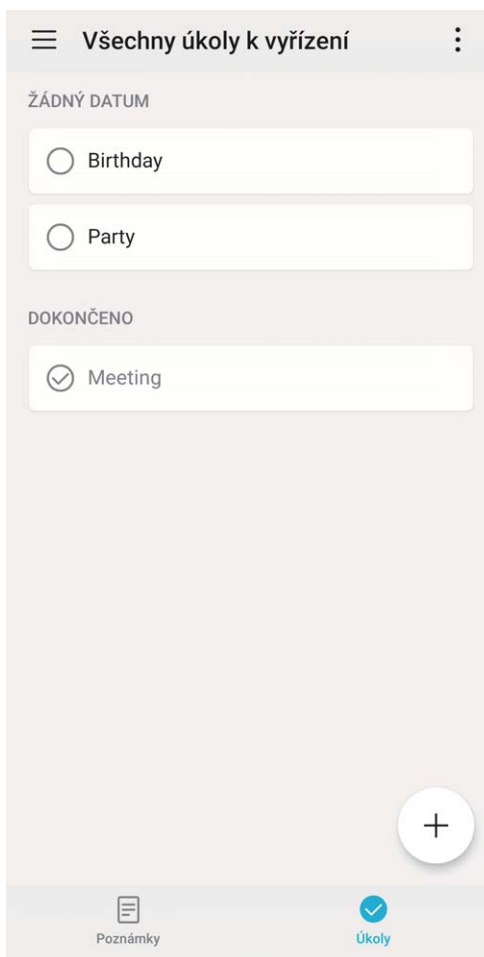 Všechny úkoly k vyřízení
ŽÁDNÝ DATUM
Birthday
Party
DOKONČENO
Meeting
Poznámky
Úkoly